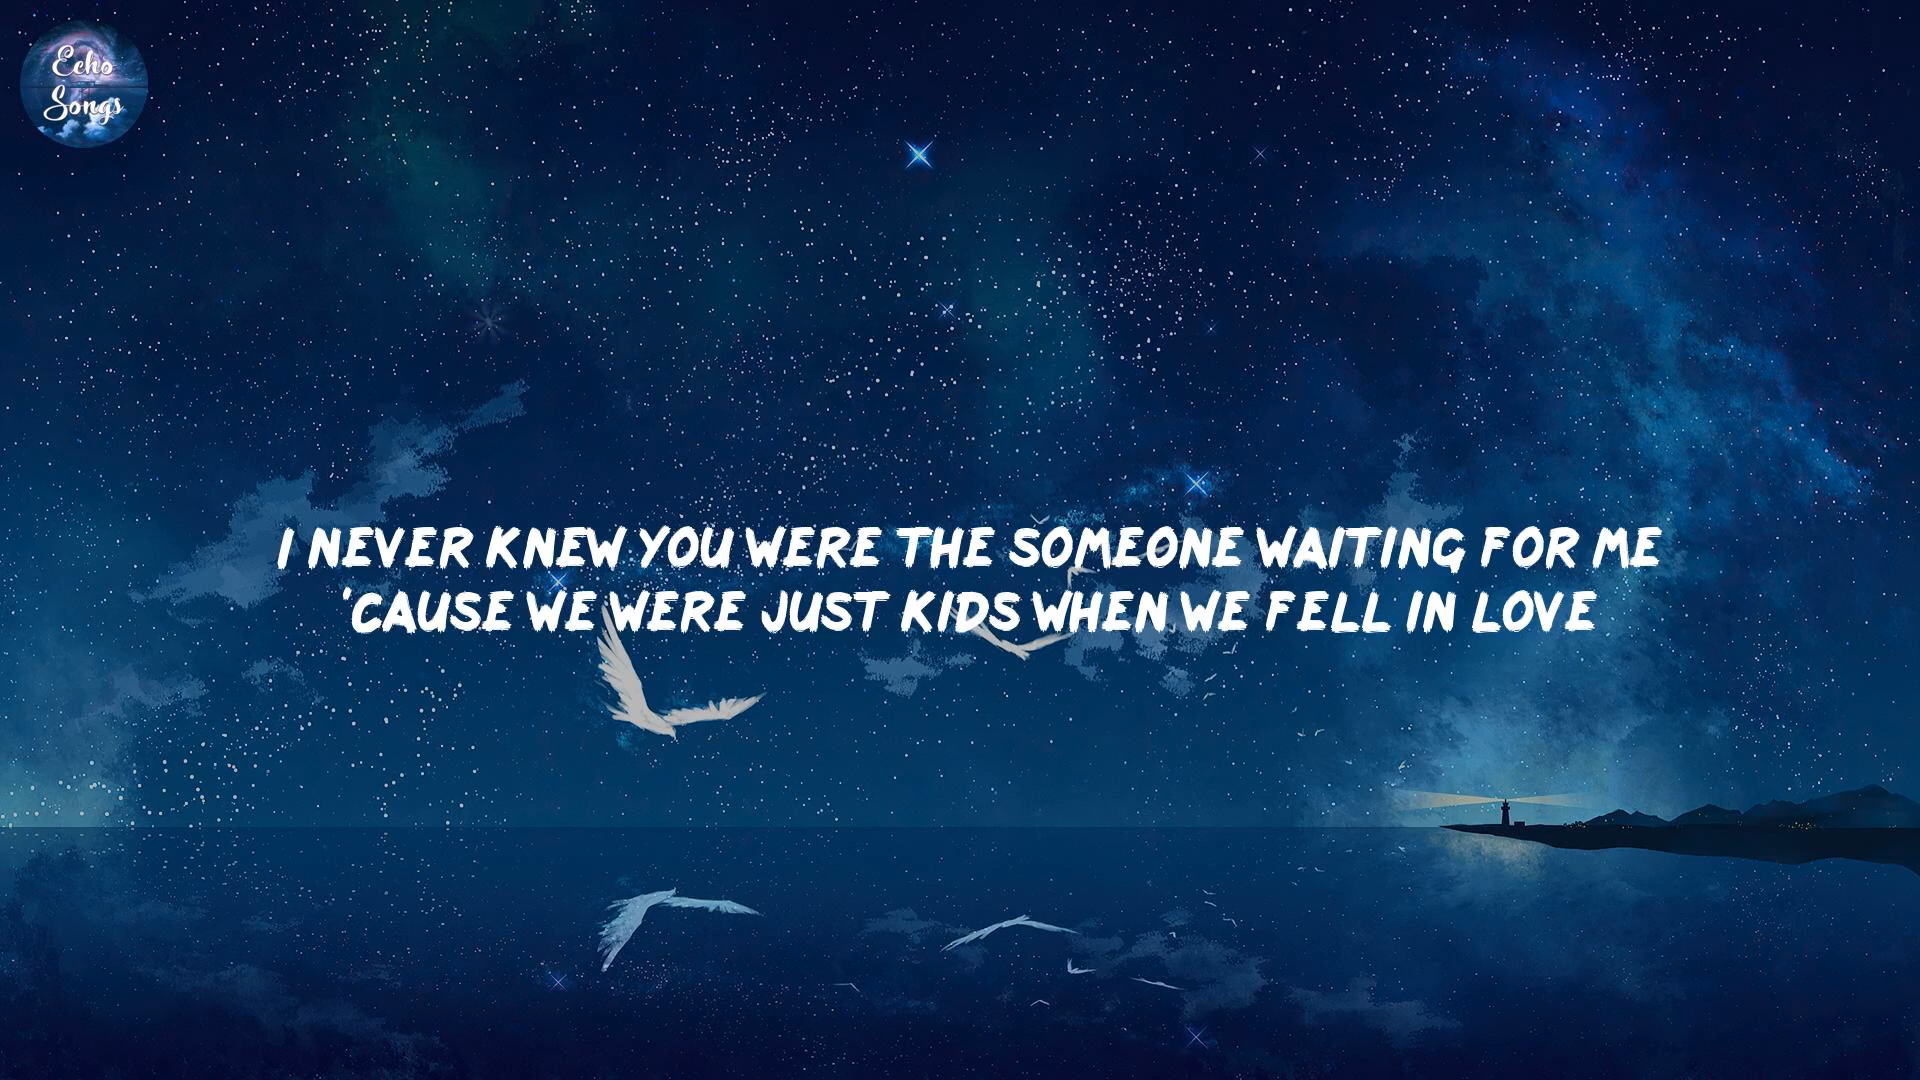 Echo
Songs
I NEVER KNEW YOU WERE THE SOMEONE WAITING FOR ME
'CAUSE WE WERE JUST KIDS WHEN WE FELL IN LOVE